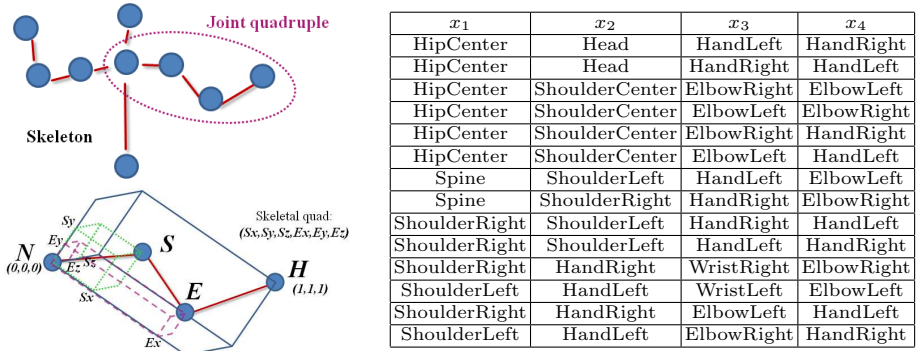 Joint quadruple
Skeleton
Skeletal quad:
(Sx,Sy,Sz,Ex,Ey,Ez)
Sy
Ey
N
(0,0,0)
Ez
Sz
S
Sx
E
H
(1,1,1)
Ex
x1 x2 x3 x4
HipCenter Head HandLeft HandRight
HipCenter Head HandRight HandLeft
HipCenter ShoulderCenter ElbowRight ElbowLeft
HipCenter ShoulderCenter ElbowLeft ElbowRight
HipCenter ShoulderCenter ElbowRight HandRight
HipCenter ShoulderCenter ElbowLeft HandLeft
Spine ShoulderLeft HandLeft ElbowLeft
Spine ShoulderRight HandRight ElbowRight
ShoulderRight ShoulderLeft HandRight HandLeft
ShoulderRight ShoulderLeft HandLeft HandRight
ShoulderRight HandRight WristRight ElbowRight
ShoulderLeft HandLeft WristLeft ElbowLeft
ShoulderRight HandRight ElbowLeft HandLeft
ShoulderLeft HandLeft ElbowRight HandRight